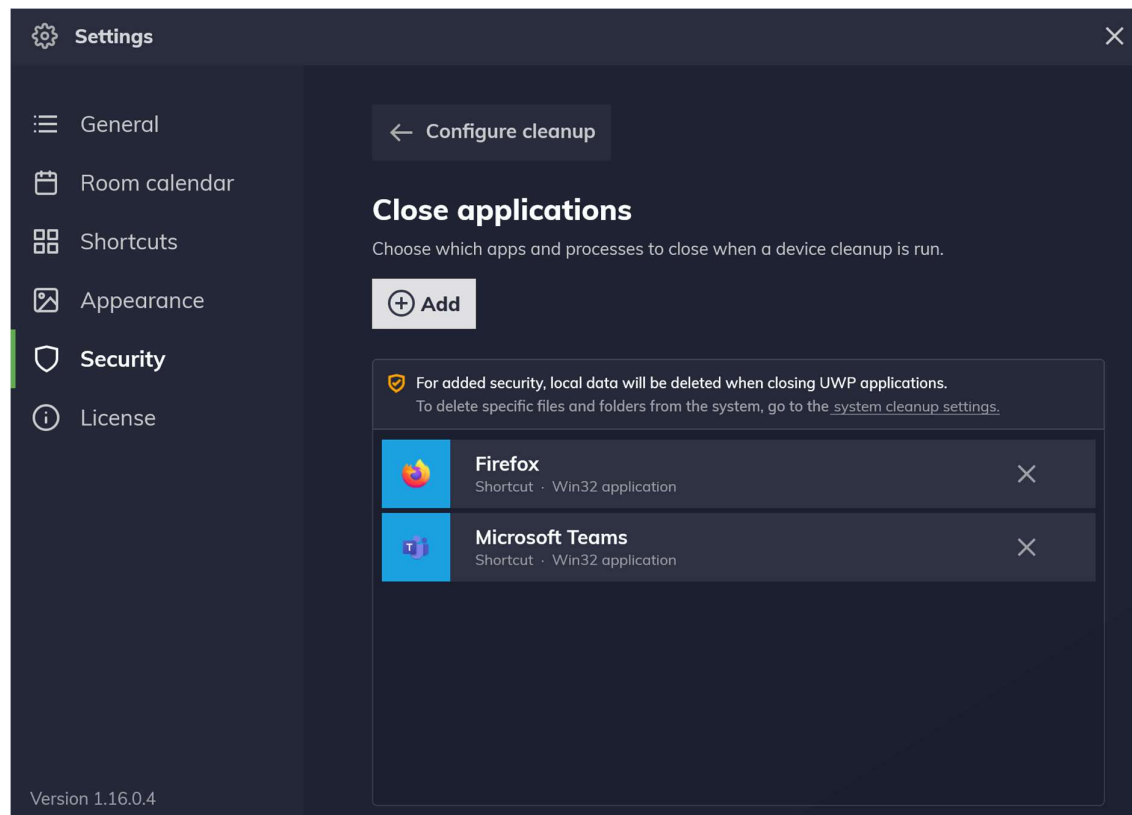 Settings
General
Room calendar
Shortcuts
Appearance
Security
License
Version 1.16.0.4
Configure cleanup
Close applications
Choose which apps and processes to close when a device cleanup is run.
Add
For added security, local data will be deleted when closing UWP applications.
To delete specific files and folders from the system, go to the system cleanup settings.
Firefox
Shortcut · Win32 application
T
Microsoft Teams
Shortcut · Win32 application